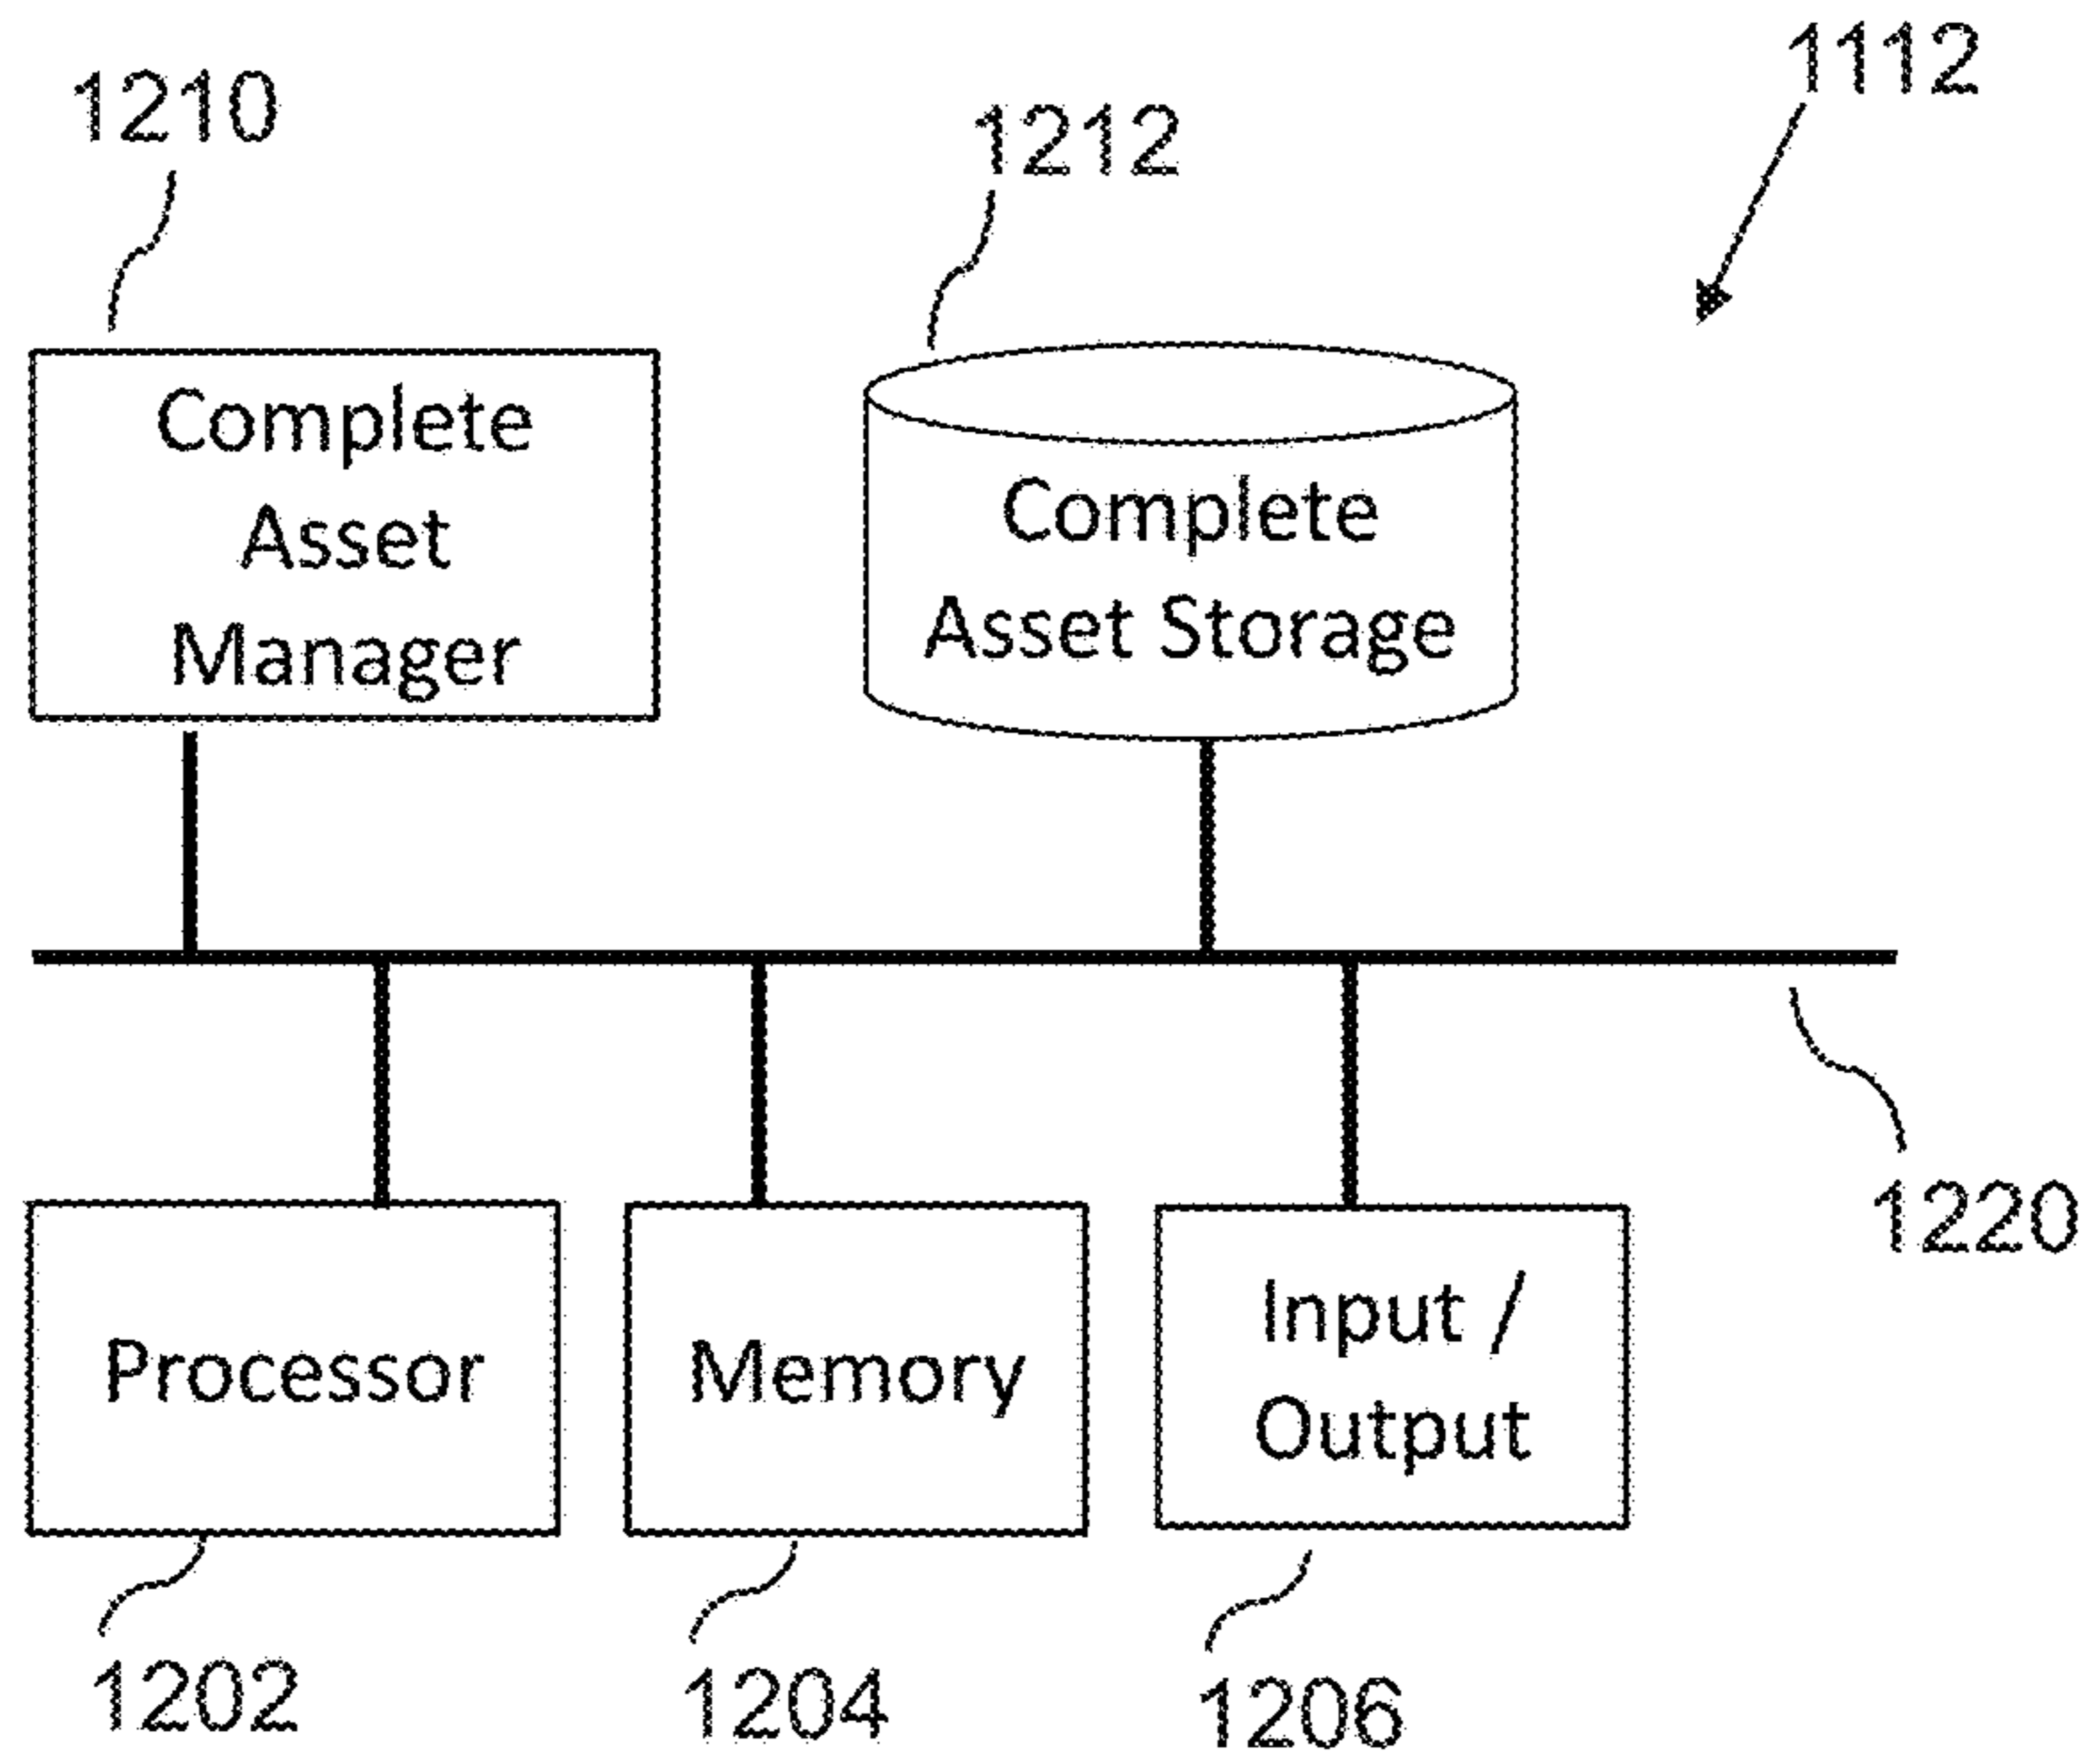 1112
1210
1212
Complete
Asset
Manager
Complete
Asset Storage
1220
Processor
Memory
Input /
Output
1202
1204
1206